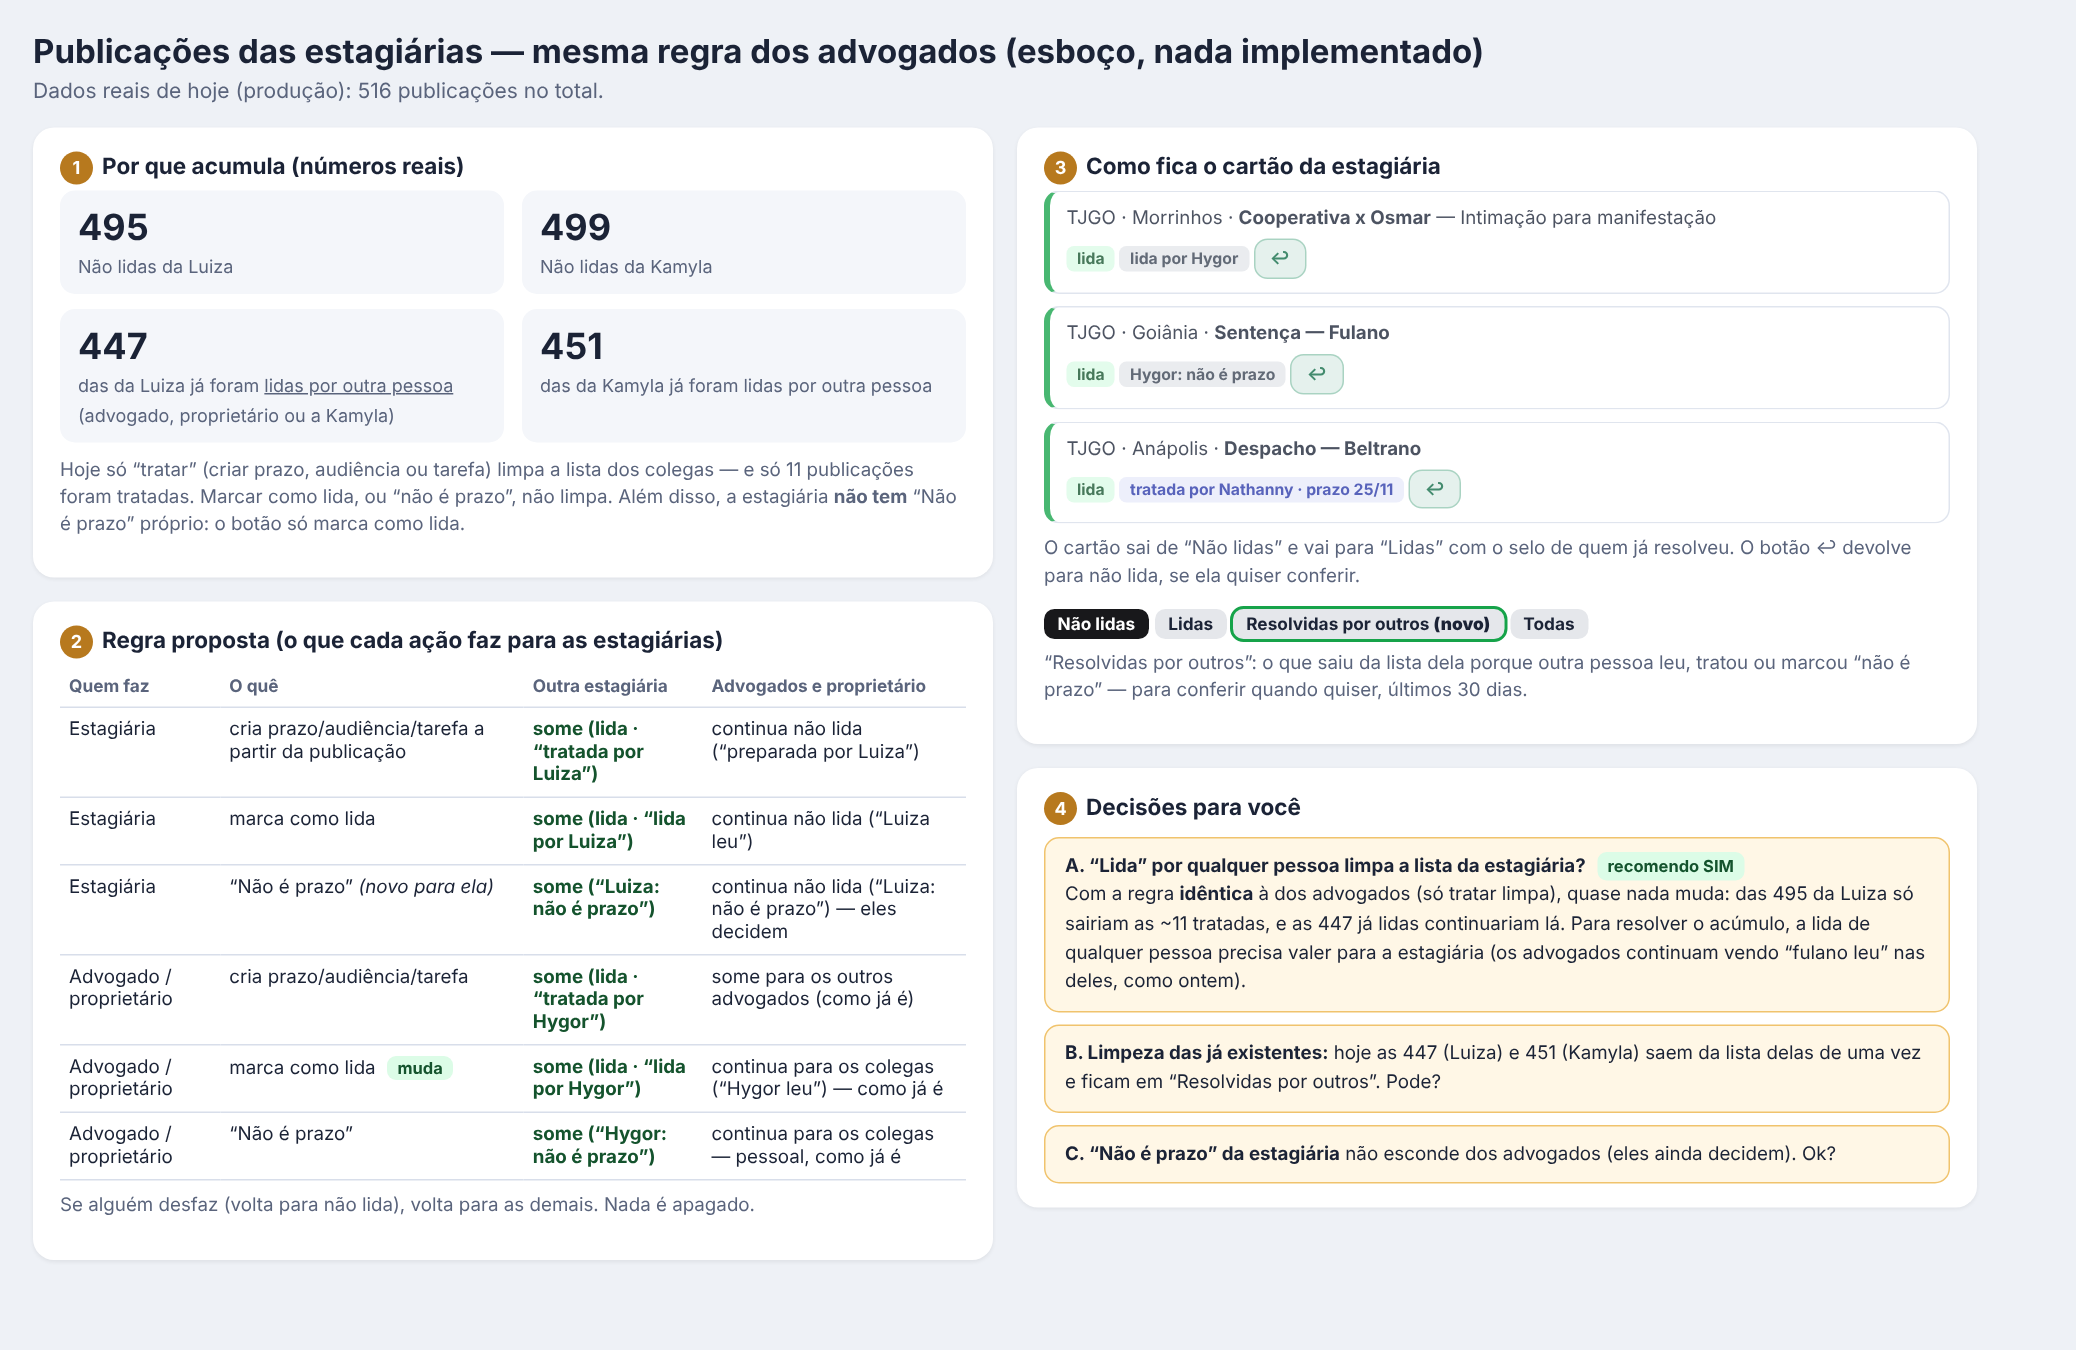 Publicações das estagiárias — mesma regra dos advogados (esboço, nada implementado)
Dados reais de hoje (produção): 516 publicações no total.
1 Por que acumula (números reais)
495
Não lidas da Luiza
499
Não lidas da Kamyla
447
das da Luiza já foram lidas por outra pessoa
(advogado, proprietário ou a Kamyla)
451
das da Kamyla já foram lidas por outra pessoa
Hoje só “tratar” (criar prazo, audiência ou tarefa) limpa a lista dos colegas — e só 11 publicações
foram tratadas. Marcar como lida, ou “não é prazo”, não limpa. Além disso, a estagiária não tem “Não
é prazo” próprio: o botão só marca como lida.
2 Regra proposta (o que cada ação faz para as estagiárias)
Quem faz O quê Outra estagiária Advogados e proprietário
Estagiária cria prazo/audiência/tarefa a some (lida · continua não lida
partir da publicação “tratada por (“preparada por Luiza”)
Luiza”)
Estagiária marca como lida some (lida · “lida continua não lida (“Luiza
por Luiza”) leu”)
Estagiária “Não é prazo” (novo para ela) some (“Luiza: continua não lida (“Luiza:
não é prazo”) não é prazo”) — eles
decidem
Advogado / cria prazo/audiência/tarefa some (lida · some para os outros
proprietário “tratada por advogados (como já é)
Hygor”)
Advogado / marca como lida muda some (lida · “lida continua para os colegas
proprietário por Hygor”) (“Hygor leu”) — como já é
Advogado / “Não é prazo” some (“Hygor: continua para os colegas
proprietário não é prazo”) — pessoal, como já é
Se alguém desfaz (volta para não lida), volta para as demais. Nada é apagado.
3 Como fica o cartão da estagiária
TJGO · Morrinhos · Cooperativa x Osmar — Intimação para manifestação
lida lida por Hygor ↩
TJGO · Goiânia · Sentença — Fulano
lida Hygor: não é prazo ↩
TJGO · Anápolis · Despacho — Beltrano
lida tratada por Nathanny · prazo 25/11 ↩
O cartão sai de “Não lidas” e vai para “Lidas” com o selo de quem já resolveu. O botão ↩ devolve
para não lida, se ela quiser conferir.
Não lidas Lidas Resolvidas por outros (novo) Todas
“Resolvidas por outros”: o que saiu da lista dela porque outra pessoa leu, tratou ou marcou “não é
prazo” — para conferir quando quiser, últimos 30 dias.
4 Decisões para você
A. “Lida” por qualquer pessoa limpa a lista da estagiária? recomendo SIM
Com a regra idêntica à dos advogados (só tratar limpa), quase nada muda: das 495 da Luiza só
sairiam as ~11 tratadas, e as 447 já lidas continuariam lá. Para resolver o acúmulo, a lida de
qualquer pessoa precisa valer para a estagiária (os advogados continuam vendo “fulano leu” nas
deles, como ontem).
B. Limpeza das já existentes: hoje as 447 (Luiza) e 451 (Kamyla) saem da lista delas de uma vez
e ficam em “Resolvidas por outros”. Pode?
C. “Não é prazo” da estagiária não esconde dos advogados (eles ainda decidem). Ok?